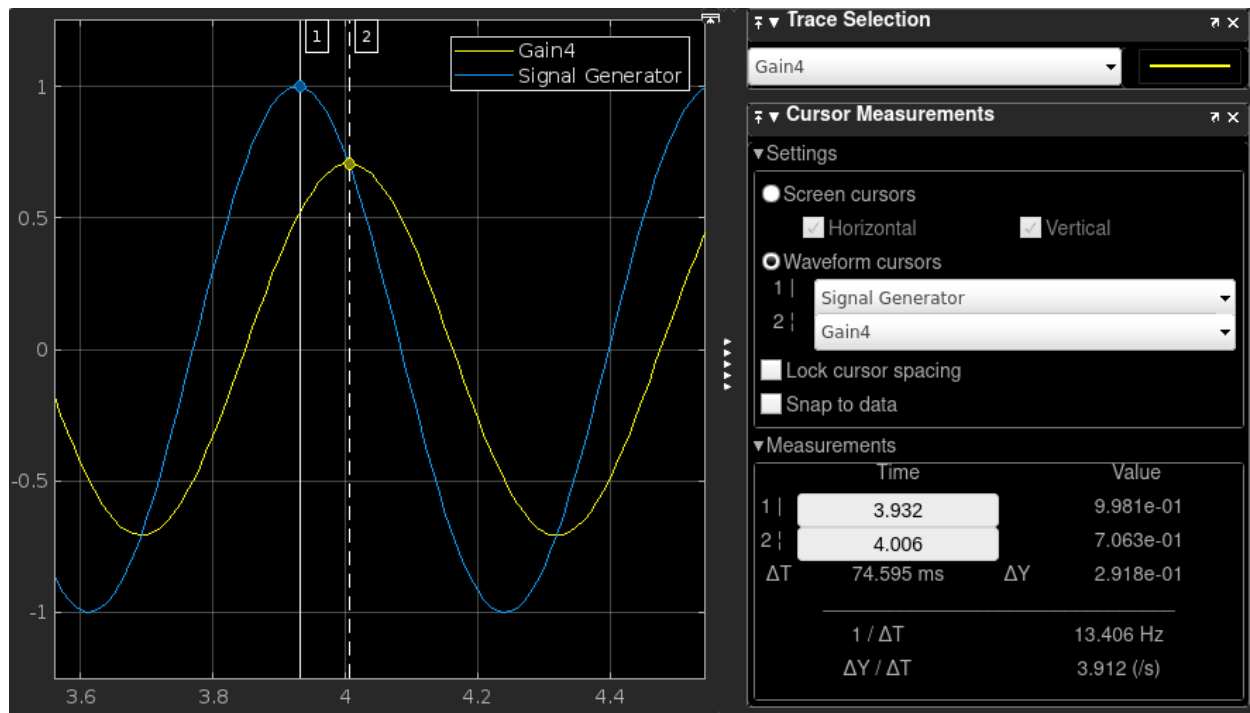 1
2
Gain4
Signal Generator
1
0.5
0
-0.5
-1
3.6 3.8 4 4.2 4.4
Trace Selection
Gain4
Cursor Measurements
Settings
Screen cursors
Horizontal Vertical
Waveform cursors
1 |
Signal Generator
2 ¦
Gain4
Lock cursor spacing
Snap to data
Measurements
Time Value
1 | 3.932 9.981e-01
2 ¦ 4.006 7.063e-01
ΔT 74.595 ms ΔY 2.918e-01
1 / ΔT 13.406 Hz
ΔY / ΔT 3.912 (/s)